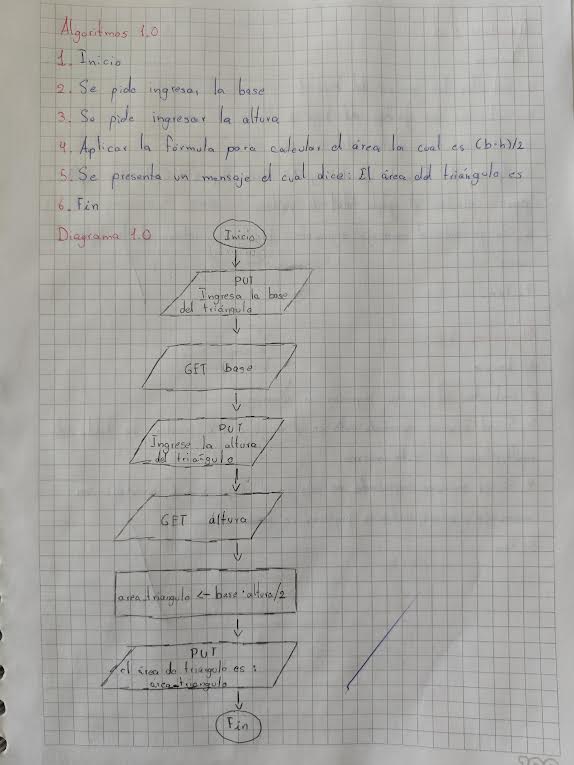 Algoritmos 1.0
1. Inicio
2. Se pide ingresar la base
3. Se pide ingresar la altura
4. Aplicar la fórmula para calcular el área la cual es (b·h)/2
5. Se presenta un mensaje el cual dice: El área del triángulo es
6. Fin
Diagrama 1.0
Inicio
PUT
Ingresa la base
del triángulo
GET base
PUT
Ingrese la altura
del triángulo
GET áltura
area_triangulo <- base·altura/2
PUT
el área do triangulo es:
area_triangulo
Fin